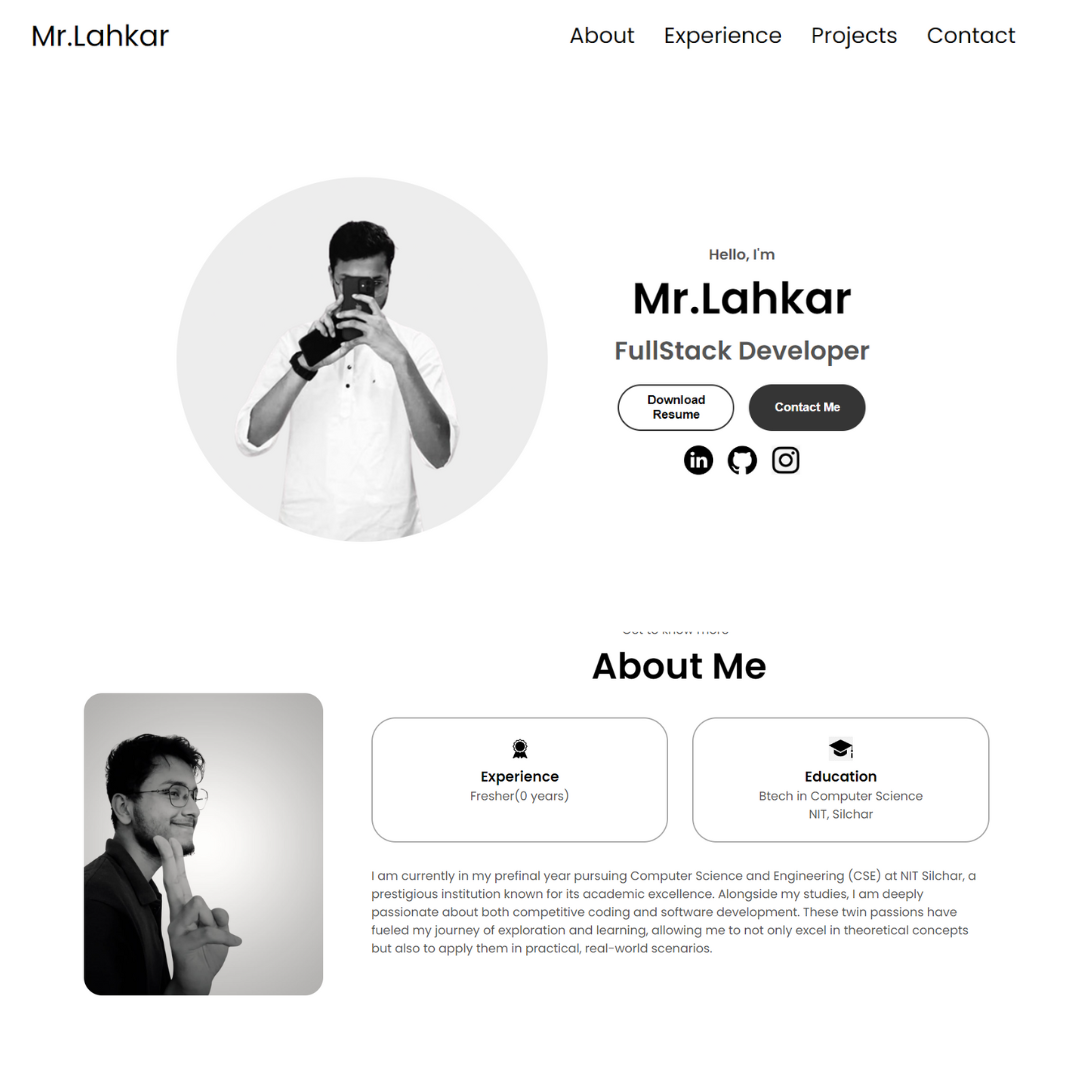 Mr.Lahkar
About Experience Projects Contact
Hello, I'm
Mr.Lahkar
FullStack Developer
Download
Resume
Contact Me
in
About Me
Experience
Fresher(0 years)
Education
Btech in Computer Science
NIT, Silchar
I am currently in my prefinal year pursuing Computer Science and Engineering (CSE) at NIT Silchar, a
prestigious institution known for its academic excellence. Alongside my studies, I am deeply
passionate about both competitive coding and software development. These twin passions have
fueled my journey of exploration and learning, allowing me to not only excel in theoretical concepts
but also to apply them in practical, real-world scenarios.